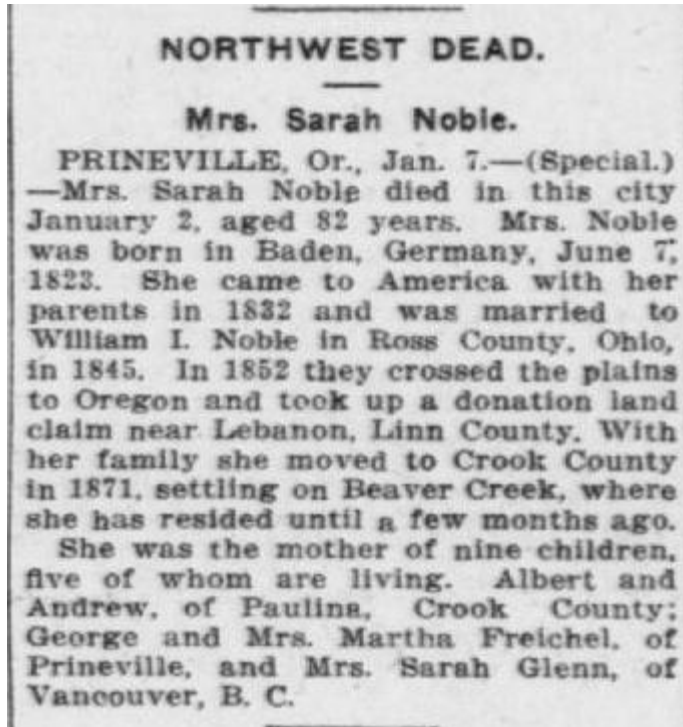 NORTHWEST DEAD.
Mrs. Sarah Noble.
PRINEVILLE, Or., Jan. 7.—(Special.)
—Mrs. Sarah Noble died in this city
January 2, aged 82 years. Mrs. Noble
was born in Baden, Germany, June 7,
1823. She came to America with her
parents in 1832 and was married to
William I. Noble in Ross County, Ohio,
in 1845. In 1852 they crossed the plains
to Oregon and took up a donation land
claim near Lebanon, Linn County. With
her family she moved to Crook County
in 1871, settling on Beaver Creek, where
she has resided until a few months ago.
She was the mother of nine children,
five of whom are living. Albert and
Andrew, of Paulina, Crook County;
George and Mrs. Martha Freichel, of
Prineville, and Mrs. Sarah Glenn, of
Vancouver, B. C.